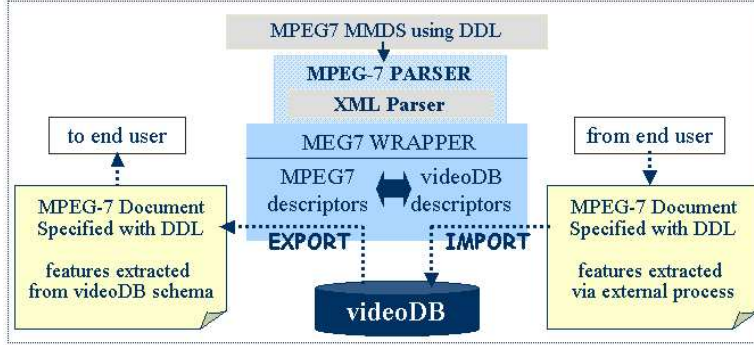 MPEG7 MMDS using DDL
MPEG-7 PARSER
XML Parser
to end user
MEG7 WRAPPER
from end user
MPEG7
descriptors
videoDB
descriptors
MPEG-7 Document
Specified with DDL
features extracted
from videoDB schema
EXPORT
IMPORT
MPEG-7 Document
Specified with DDL
features extracted
via external process
videoDB